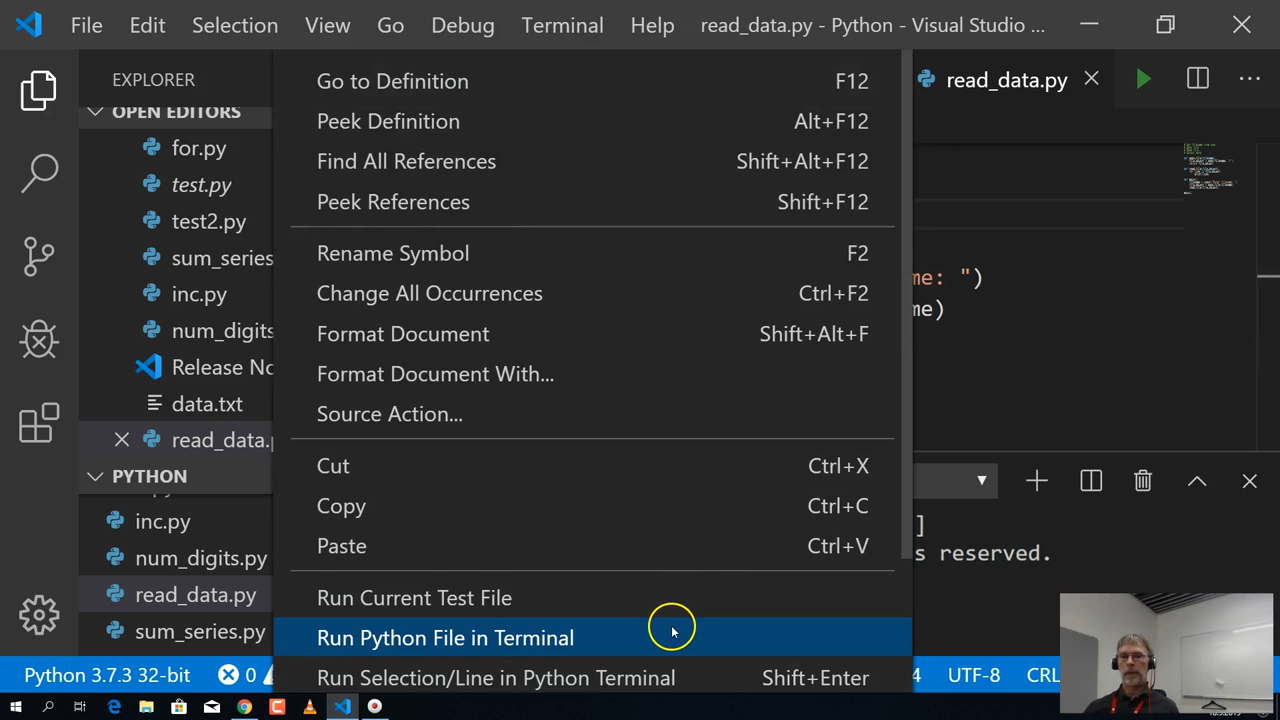 File Edit Selection View Go Debug Terminal Help read_data.py - Python - Visual Studio ...
EXPLORER
OPEN EDITORS
for.py
test.py
test2.py
sum_series
inc.py
num_digits
Release No
data.txt
read_data.p
PYTHON
inc.py
num_digits.py
read_data.py
sum_series.py
Go to Definition F12
Peek Definition Alt+F12
Find All References Shift+Alt+F12
Peek References Shift+F12
Rename Symbol F2
Change All Occurrences Ctrl+F2
Format Document Shift+Alt+F
Format Document With...
Source Action...
Cut Ctrl+X
Copy Ctrl+C
Paste Ctrl+V
Run Current Test File
Run Python File in Terminal
Run Selection/Line in Python Terminal Shift+Enter
read_data.py
me: ")
me)
]
s reserved.
Python 3.7.3 32-bit 0 4 UTF-8 CRL